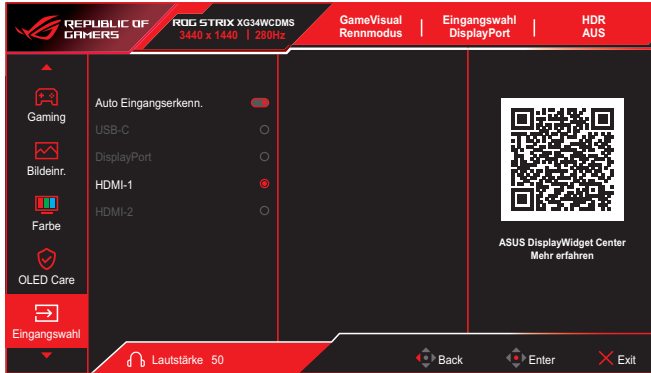 REPUBLIC OF
GAMERS
ROG STRIX XG34WCDMS
3440 x 1440 | 280Hz
GameVisual
Rennmodus
Eingangswahl
DisplayPort
HDR
AUS
Gaming
Bildeinr.
Farbe
OLED Care
Eingangswahl
Auto Eingangserkenn.
USB-C
DisplayPort
HDMI-1
HDMI-2
ASUS DisplayWidget Center
Mehr erfahren
Lautstärke 50
Back
Enter
Exit